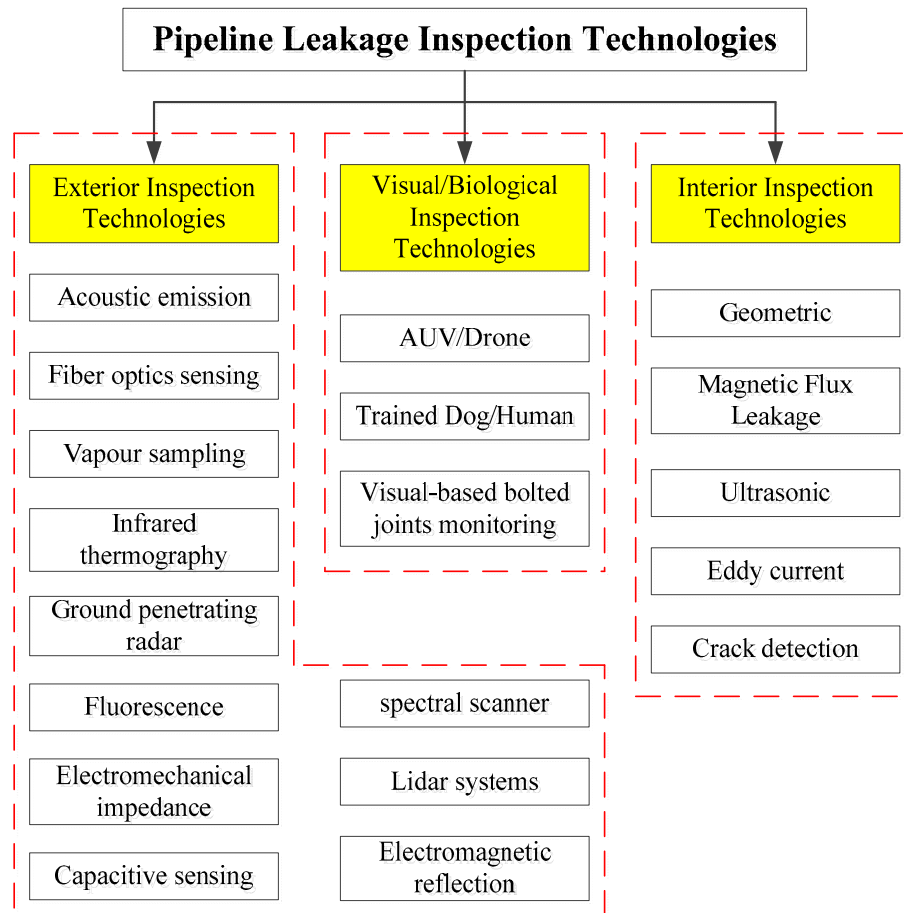 Pipeline Leakage Inspection Technologies
Exterior Inspection
Technologies
Acoustic emission
Fiber optics sensing
Vapour sampling
Infrared
thermography
Ground penetrating
radar
Fluorescence
Electromechanical
impedance
Capacitive sensing
spectral scanner
Lidar systems
Electromagnetic
reflection
Visual/Biological
Inspection
Technologies
AUV/Drone
Trained Dog/Human
Visual-based bolted
joints monitoring
Interior Inspection
Technologies
Geometric
Magnetic Flux
Leakage
Ultrasonic
Eddy current
Crack detection